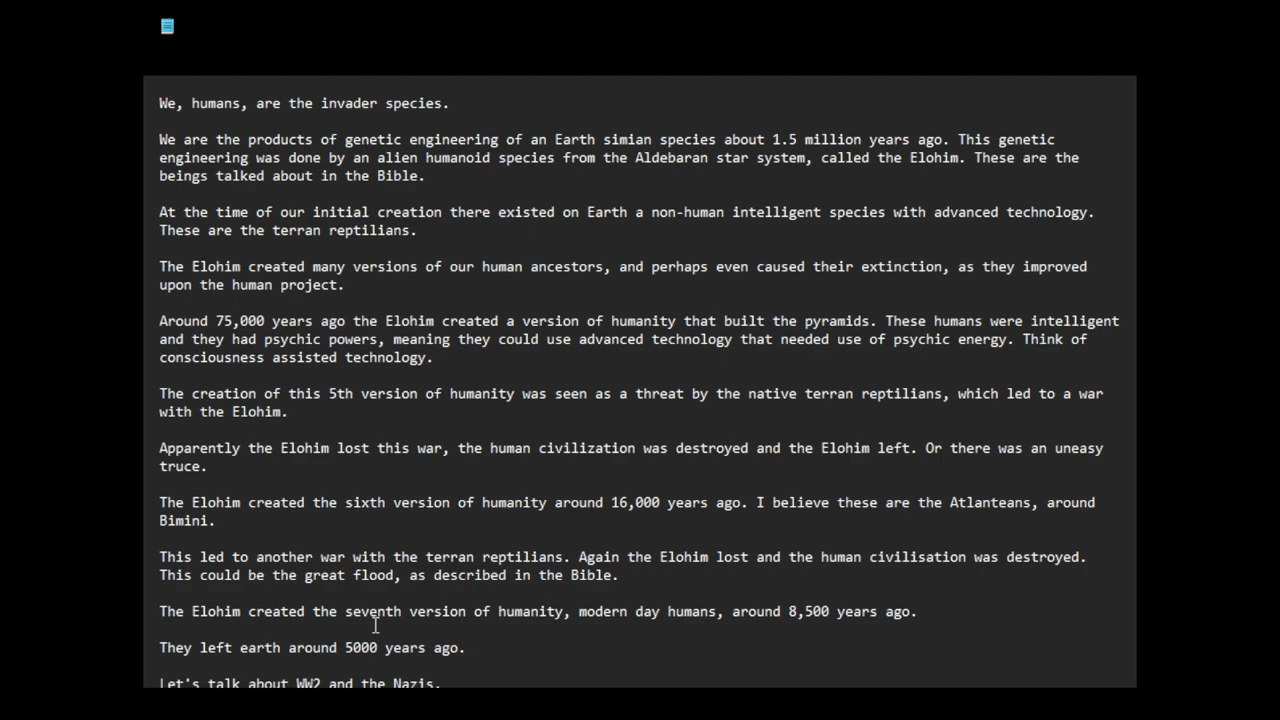 We, humans, are the invader species.
We are the products of genetic engineering of an Earth simian species about 1.5 million years ago. This genetic
engineering was done by an alien humanoid species from the Aldebaran star system, called the Elohim. These are the
beings talked about in the Bible.
At the time of our initial creation there existed on Earth a non-human intelligent species with advanced technology.
These are the terran reptilians.
The Elohim created many versions of our human ancestors, and perhaps even caused their extinction, as they improved
upon the human project.
Around 75,000 years ago the Elohim created a version of humanity that built the pyramids. These humans were intelligent
and they had psychic powers, meaning they could use advanced technology that needed use of psychic energy. Think of
consciousness assisted technology.
The creation of this 5th version of humanity was seen as a threat by the native terran reptilians, which led to a war
with the Elohim.
Apparently the Elohim lost this war, the human civilization was destroyed and the Elohim left. Or there was an uneasy
truce.
The Elohim created the sixth version of humanity around 16,000 years ago. I believe these are the Atlanteans, around
Bimini.
This led to another war with the terran reptilians. Again the Elohim lost and the human civilisation was destroyed.
This could be the great flood, as described in the Bible.
The Elohim created the seventh version of humanity, modern day humans, around 8,500 years ago.
They left earth around 5000 years ago.
Let's talk about WW2 and the Nazis.